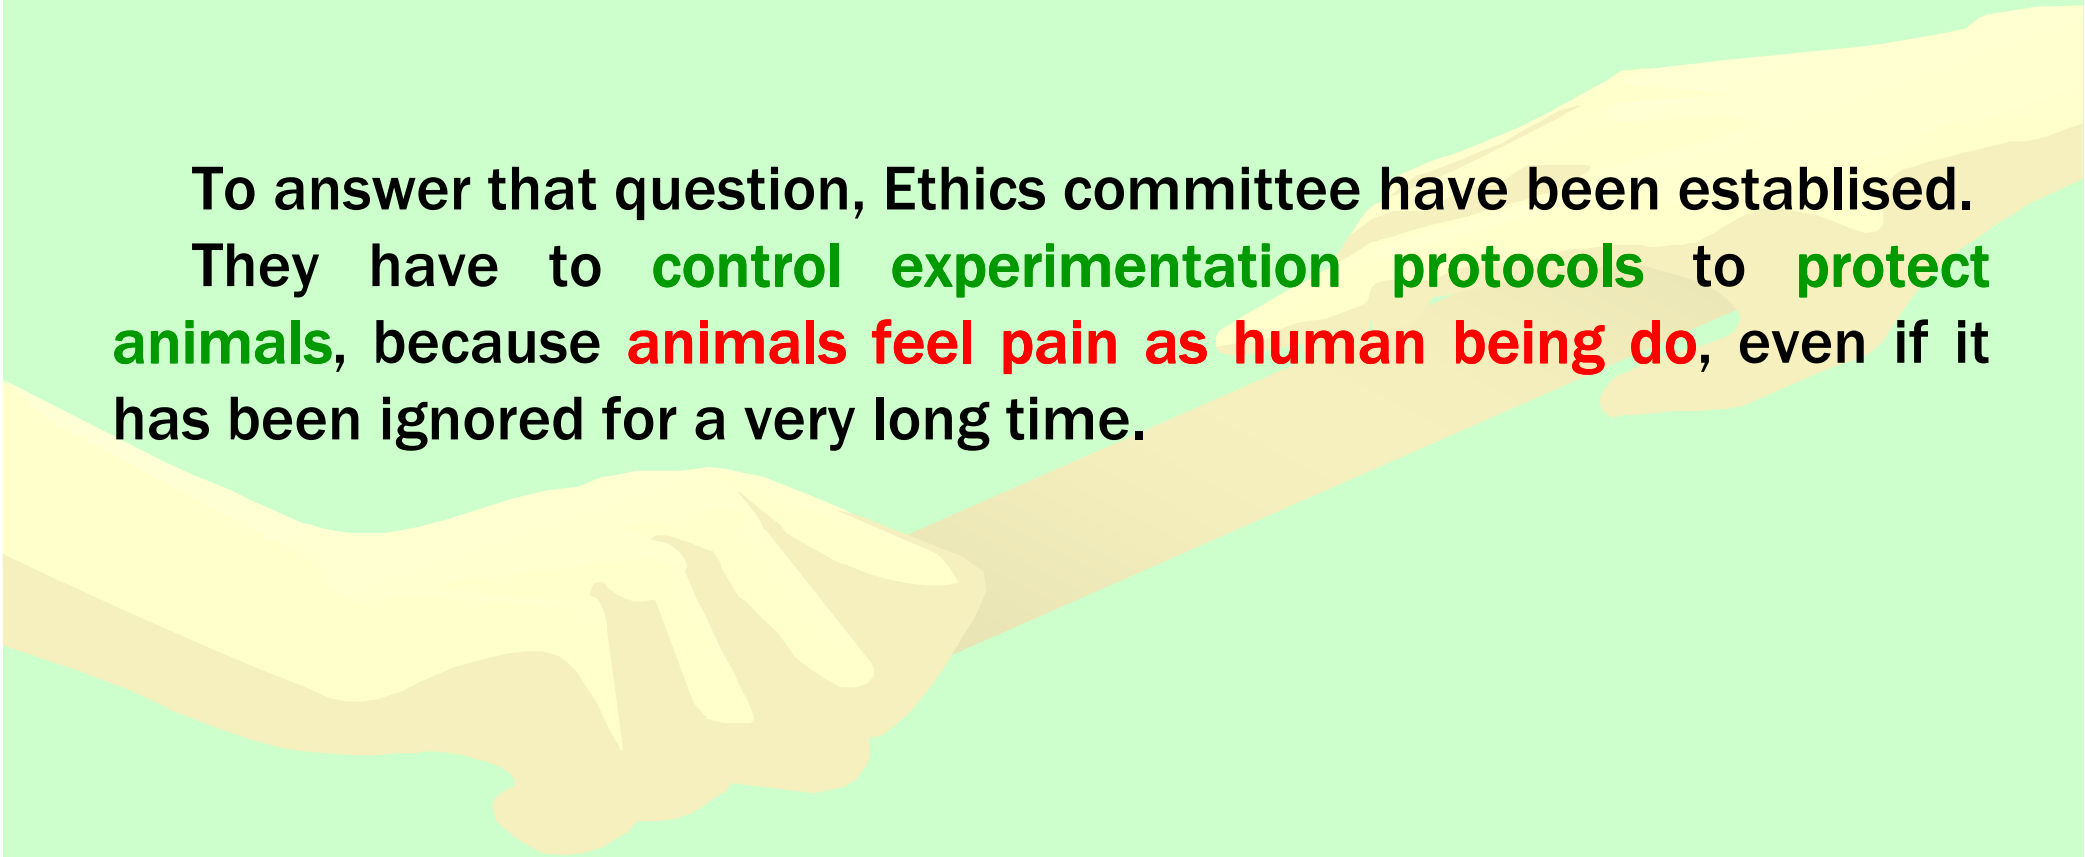 To answer that question, Ethics committee have been establised.
They have to control experimentation protocols to protect
animals, because animals feel pain as human being do, even if it
has been ignored for a very long time.